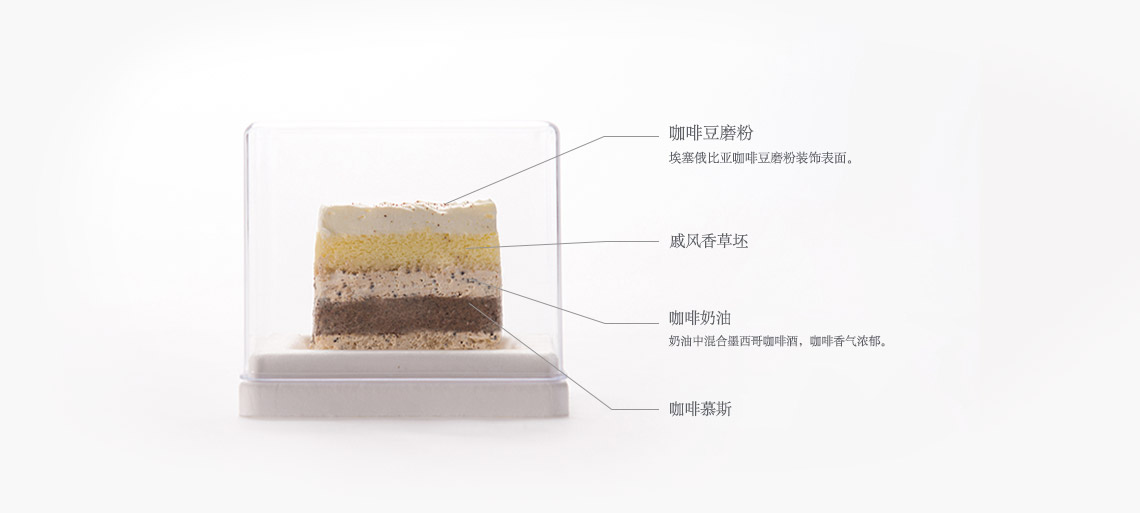 咖啡豆磨粉
埃塞俄比亚咖啡豆磨粉装饰表面。
戚风香草坯
咖啡奶油
奶油中混合墨西哥咖啡酒，咖啡香气浓郁。
咖啡慕斯